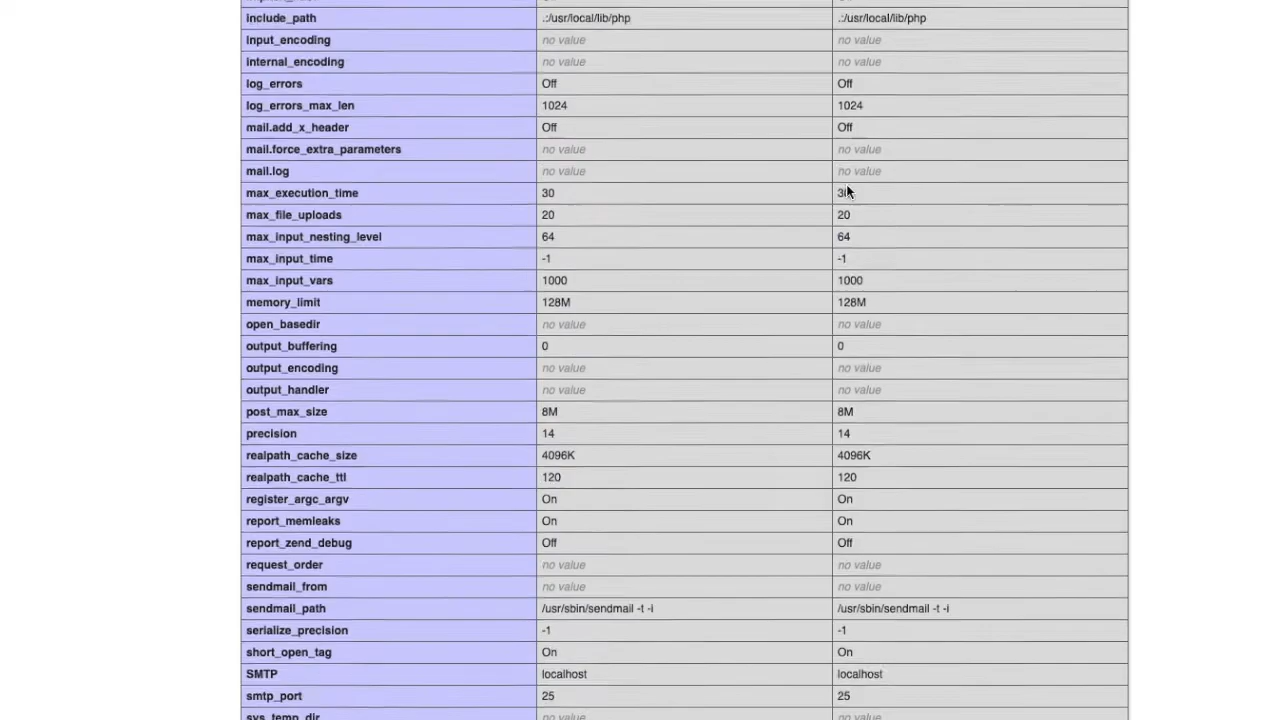 include_path .:/usr/local/lib/php .:/usr/local/lib/php
input_encoding no value no value
internal_encoding no value no value
log_errors Off Off
log_errors_max_len 1024 1024
mail.add_x_header Off Off
mail.force_extra_parameters no value no value
mail.log no value no value
max_execution_time 30 30
max_file_uploads 20 20
max_input_nesting_level 64 64
max_input_time -1 -1
max_input_vars 1000 1000
memory_limit 128M 128M
open_basedir no value no value
output_buffering 0 0
output_encoding no value no value
output_handler no value no value
post_max_size 8M 8M
precision 14 14
realpath_cache_size 4096K 4096K
realpath_cache_ttl 120 120
register_argc_argv On On
report_memleaks On On
report_zend_debug Off Off
request_order no value no value
sendmail_from no value no value
sendmail_path /usr/sbin/sendmail -t -i /usr/sbin/sendmail -t -i
serialize_precision -1 -1
short_open_tag On On
SMTP localhost localhost
smtp_port 25 25
sys_temp_dir no value no value